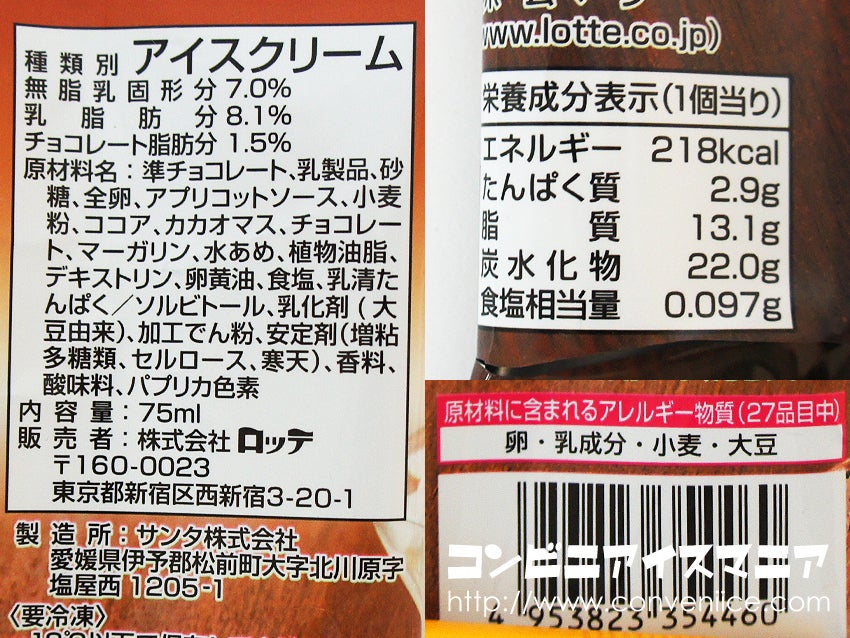 種類別 アイスクリーム
無脂乳固形分 7.0%
乳脂肪分 8.1%
チョコレート脂肪分 1.5%
原材料名：準チョコレート、乳製品、砂
糖、全卵、アプリコットソース、小麦
粉、ココア、カカオマス、チョコレー
ト、マーガリン、水あめ、植物油脂、
デキストリン、卵黄油、食塩、乳清た
んぱく／ソルビトール、乳化剤(大
豆由来)、加工でん粉、安定剤(増粘
多糖類、セルロース、寒天)、香料、
酸味料、パプリカ色素
内容量：75ml
販売者：株式会社 ロッテ
〒160-0023
東京都新宿区西新宿3-20-1
製造所：サンタ株式会社
愛媛県伊予郡松前町大字北川原字
塩屋西 1205-1
〈要冷凍〉
www.lotte.co.jp)
栄養成分表示(1個当り)
エネルギー 218kcal
たんぱく質 2.9g
脂質 13.1g
炭水化物 22.0g
食塩相当量 0.097g
原材料に含まれるアレルギー物質(27品目中)
卵・乳成分・小麦・大豆
コンビニアイスマニア
http://www.conveniice.com/
4 953823 354460